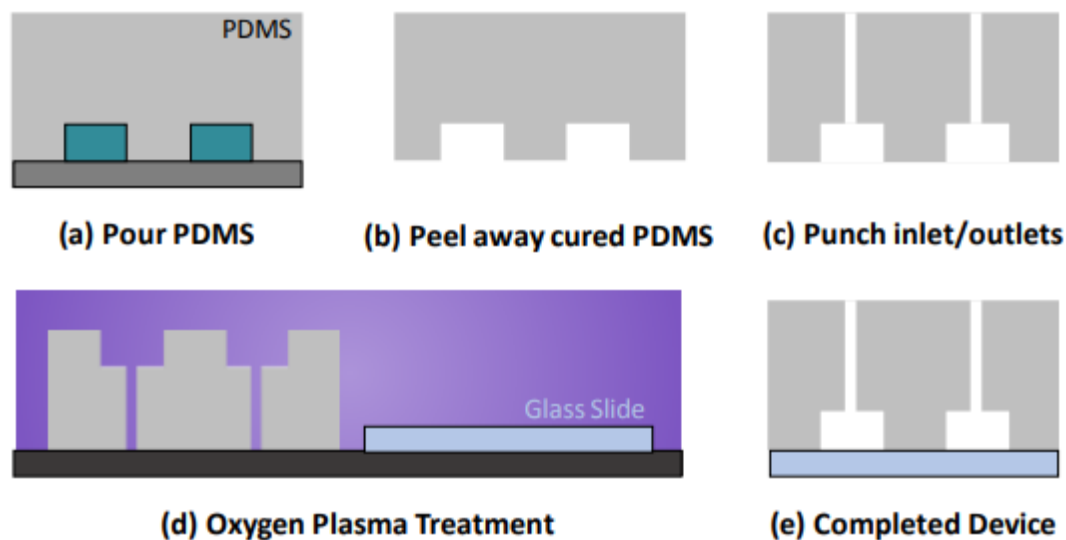 PDMS
(a) Pour PDMS
(b) Peel away cured PDMS
(c) Punch inlet/outlets
Glass Slide
(d) Oxygen Plasma Treatment
(e) Completed Device